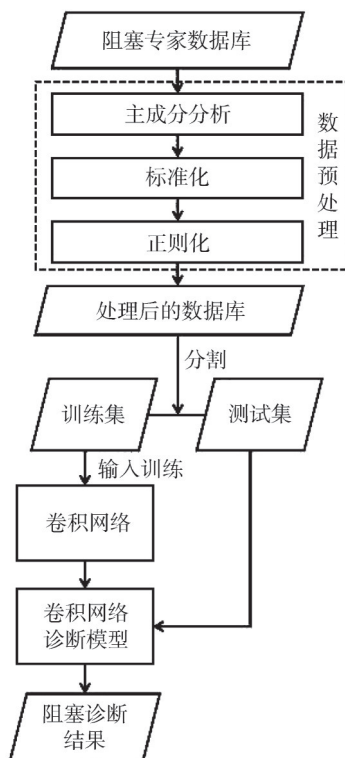 阻塞专家数据库
主成分分析
标准化
正则化
数据预处理
处理后的数据库
分割
训练集
测试集
输入训练
卷积网络
卷积网络
诊断模型
阻塞诊断
结果